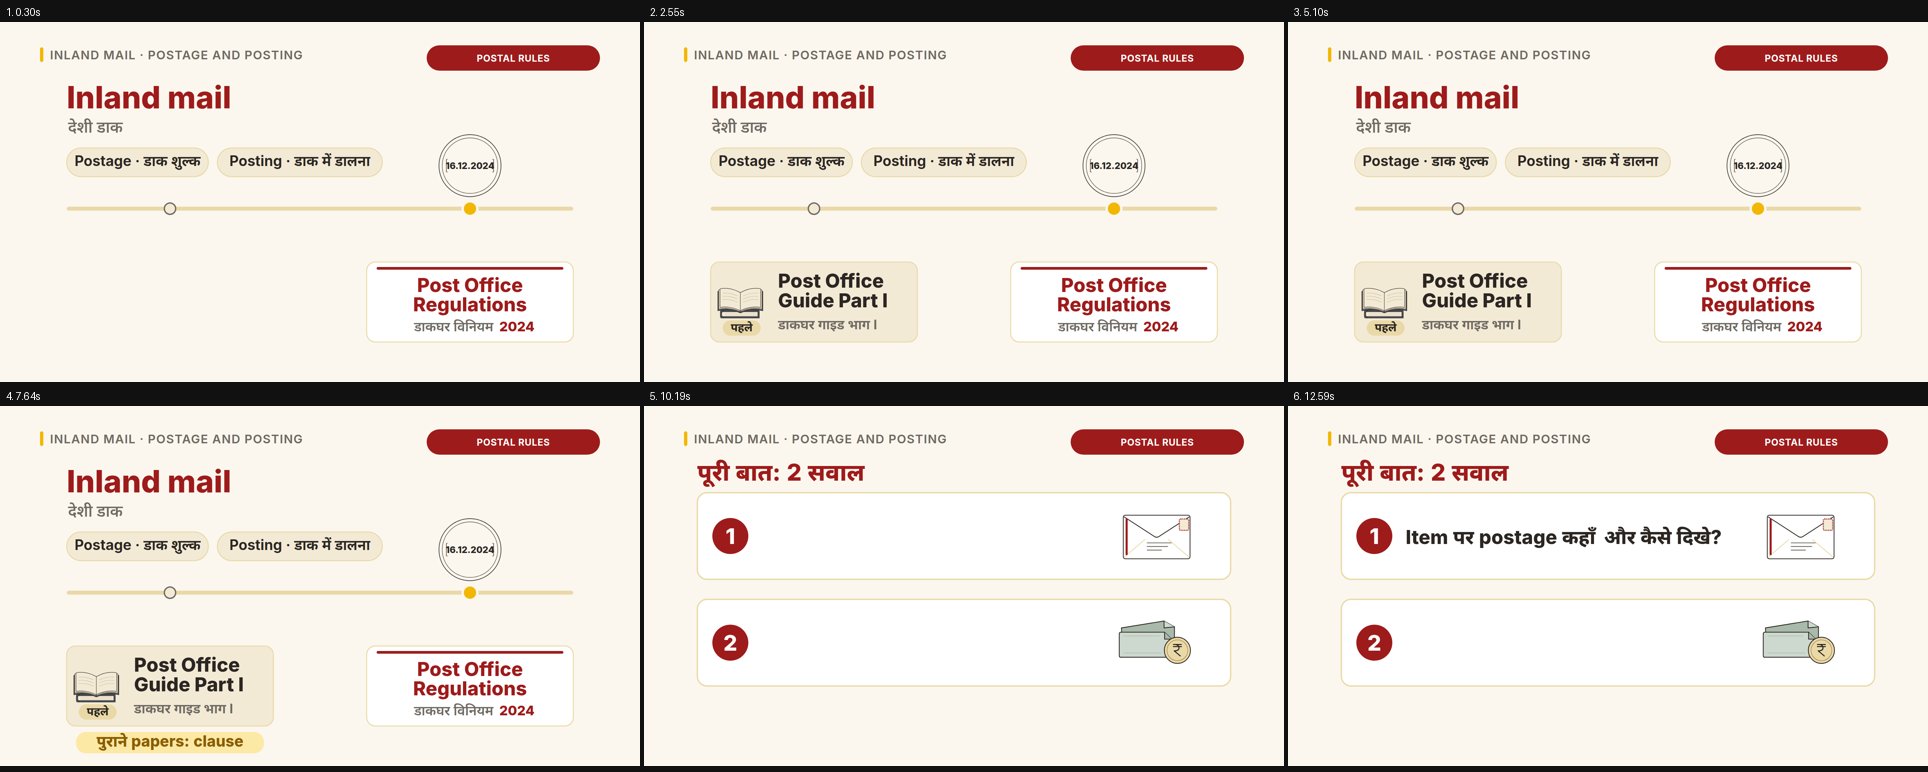 1. 0.30s
INLAND MAIL · POSTAGE AND POSTING
POSTAL RULES
Inland mail
देशी डाक
Postage · डाक शुल्क
Posting · डाक में डालना
16.12.2024
Post Office
Regulations
डाकघर विनियम 2024
2. 2.55s
INLAND MAIL · POSTAGE AND POSTING
POSTAL RULES
Inland mail
देशी डाक
Postage · डाक शुल्क
Posting · डाक में डालना
16.12.2024
Post Office
Guide Part I
डाकघर गाइड भाग I
पहले
Post Office
Regulations
डाकघर विनियम 2024
3. 5.10s
INLAND MAIL · POSTAGE AND POSTING
POSTAL RULES
Inland mail
देशी डाक
Postage · डाक शुल्क
Posting · डाक में डालना
16.12.2024
Post Office
Guide Part I
डाकघर गाइड भाग I
पहले
Post Office
Regulations
डाकघर विनियम 2024
4. 7.64s
INLAND MAIL · POSTAGE AND POSTING
POSTAL RULES
Inland mail
देशी डाक
Postage · डाक शुल्क
Posting · डाक में डालना
16.12.2024
Post Office
Guide Part I
डाकघर गाइड भाग I
पहले
पुराने papers: clause
Post Office
Regulations
डाकघर विनियम 2024
5. 10.19s
INLAND MAIL · POSTAGE AND POSTING
POSTAL RULES
पूरी बात: 2 सवाल
1
2
₹
6. 12.59s
INLAND MAIL · POSTAGE AND POSTING
POSTAL RULES
पूरी बात: 2 सवाल
1 Item पर postage कहाँ और कैसे दिखे?
2
₹